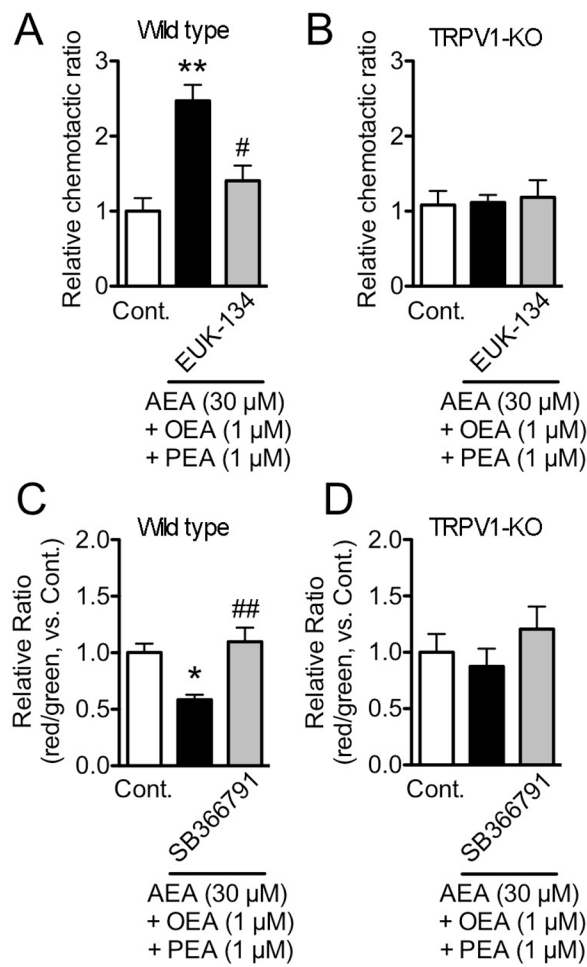 A
Wild type
Relative chemotactic ratio
3
2
1
0
**
#
Cont.
EUK-134
AEA (30 µM)
+ OEA (1 µM)
+ PEA (1 µM)
B
TRPV1-KO
Relative chemotactic ratio
3
2
1
0
Cont.
EUK-134
AEA (30 µM)
+ OEA (1 µM)
+ PEA (1 µM)
C
Wild type
Relative Ratio
(red/green, vs. Cont.)
2.0
1.5
1.0
0.5
0.0
*
##
Cont.
SB366791
AEA (30 µM)
+ OEA (1 µM)
+ PEA (1 µM)
D
TRPV1-KO
Relative Ratio
(red/green, vs. Cont.)
2.0
1.5
1.0
0.5
0.0
Cont.
SB366791
AEA (30 µM)
+ OEA (1 µM)
+ PEA (1 µM)